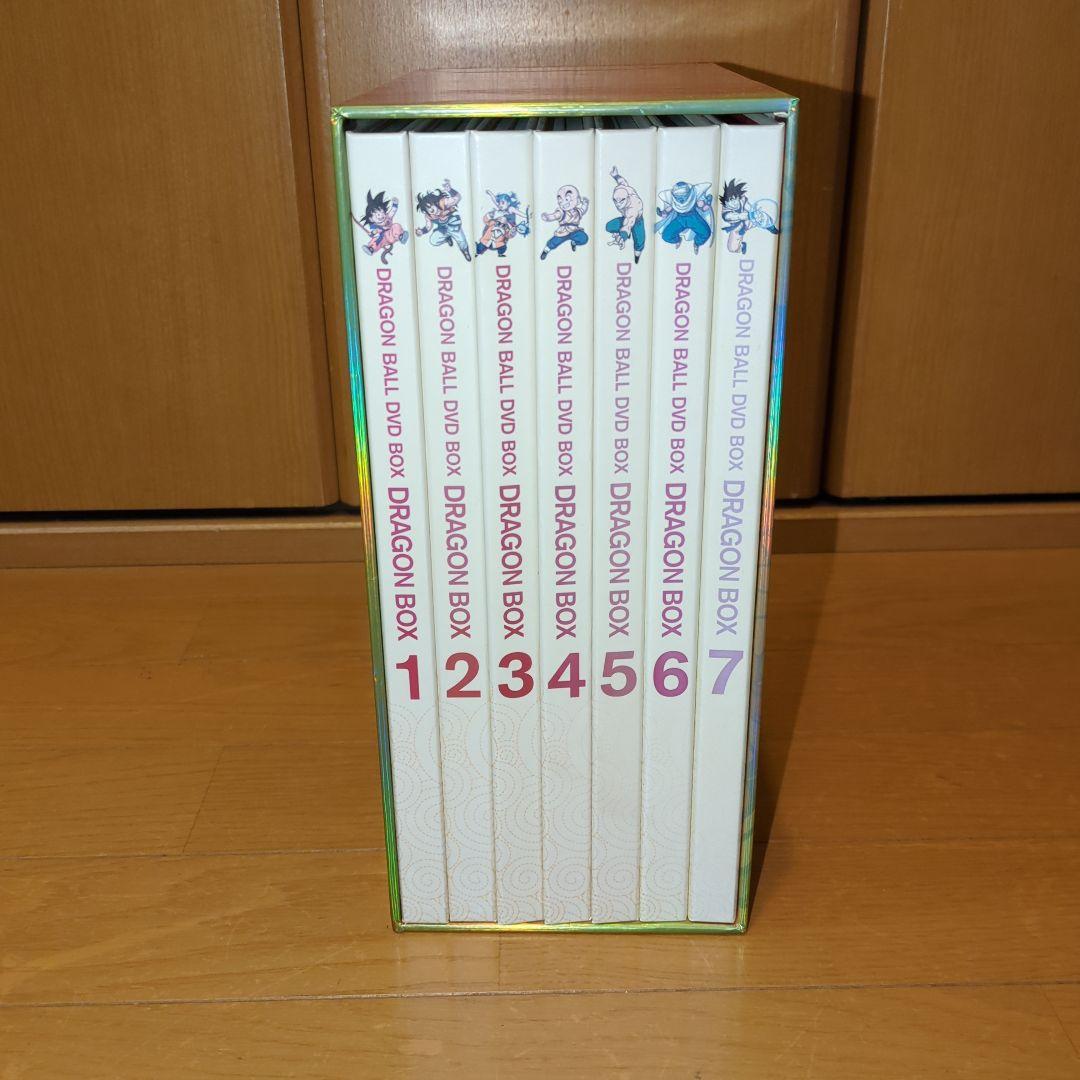 DRAGON BALL DVD BOX DRAGON BOX 1
DRAGON BALL DVD BOX DRAGON BOX 2
DRAGON BALL DVD BOX DRAGON BOX 3
DRAGON BALL DVD BOX DRAGON BOX 4
DRAGON BALL DVD BOX DRAGON BOX 5
DRAGON BALL DVD BOX DRAGON BOX 6
DRAGON BALL DVD BOX DRAGON BOX 7